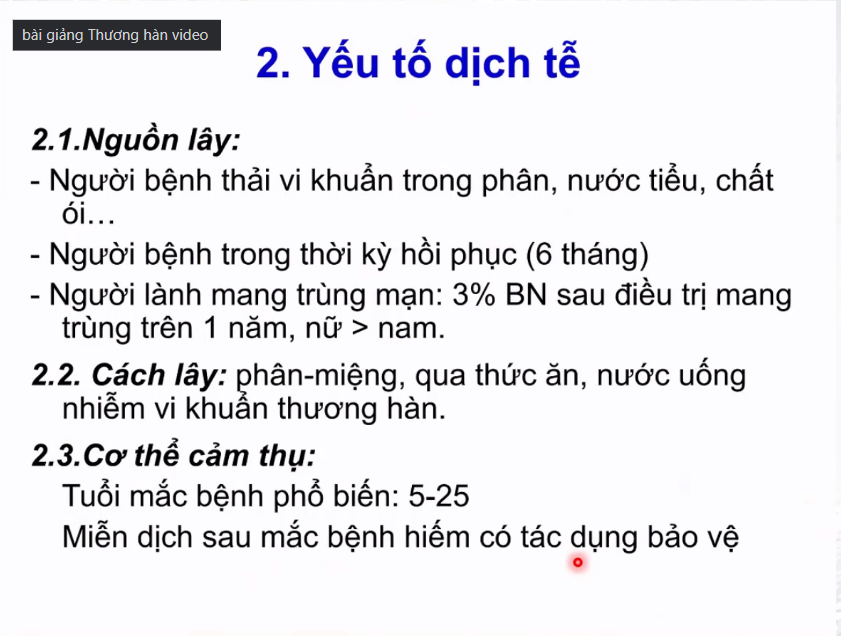 bài giảng Thương hàn video
2. Yếu tố dịch tễ
2.1.Nguồn lây:
- Người bệnh thải vi khuẩn trong phân, nước tiểu, chất
ói...
- Người bệnh trong thời kỳ hồi phục (6 tháng)
- Người lành mang trùng mạn: 3% BN sau điều trị mang
trùng trên 1 năm, nữ > nam.
2.2. Cách lây: phân-miệng, qua thức ăn, nước uống
nhiễm vi khuẩn thương hàn.
2.3.Cơ thể cảm thụ:
Tuổi mắc bệnh phổ biến: 5-25
Miễn dịch sau mắc bệnh hiếm có tác dụng bảo vệ